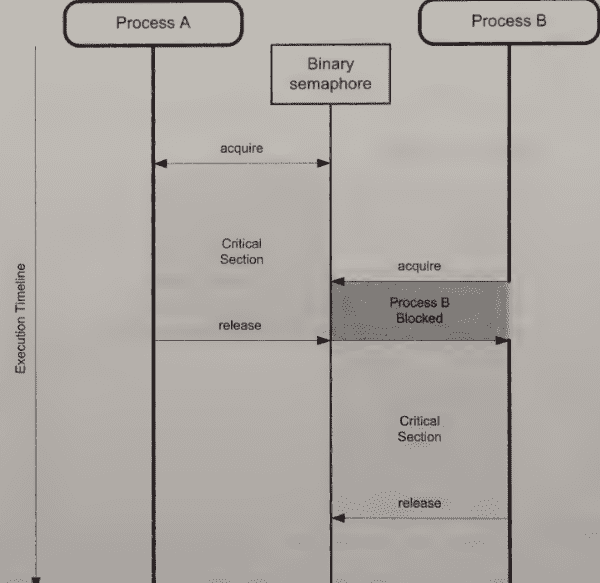 Process A
Process B
Binary
semaphore
acquire
Critical
Section
acquire
Process B
Blocked
release
Critical
Section
release
Execution Timeline